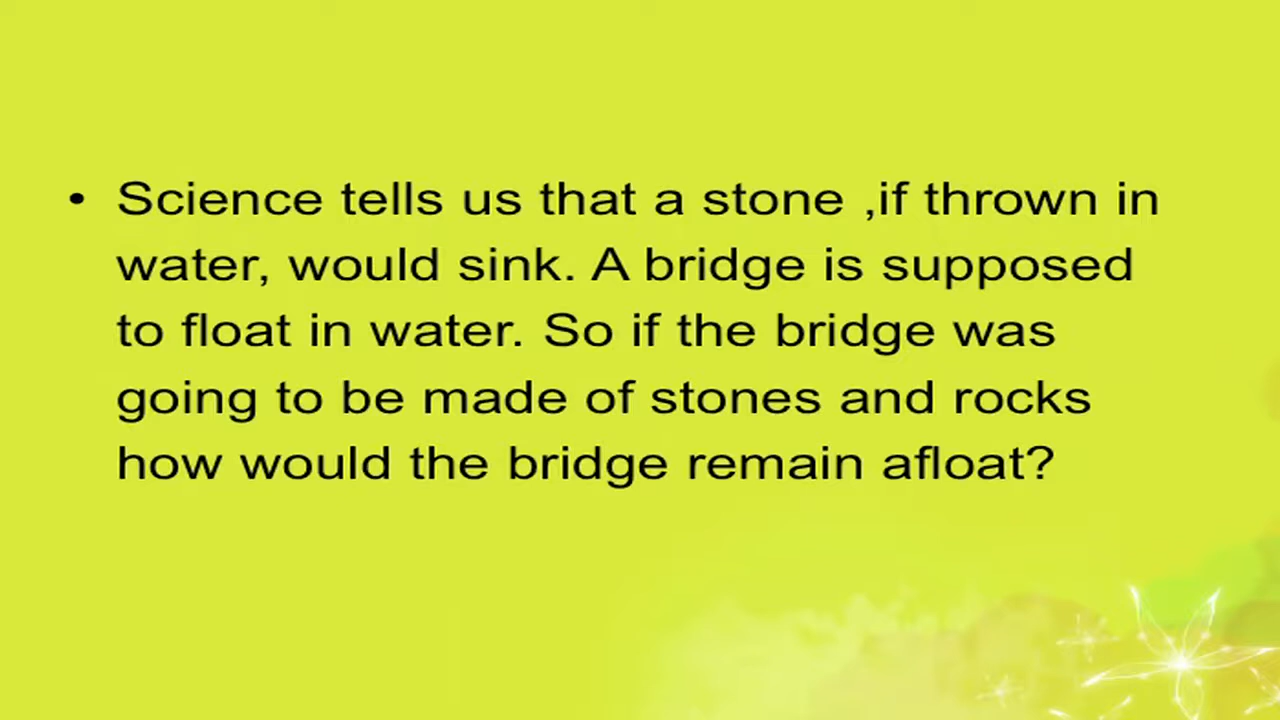 • Science tells us that a stone ,if thrown in
water, would sink. A bridge is supposed
to float in water. So if the bridge was
going to be made of stones and rocks
how would the bridge remain afloat?